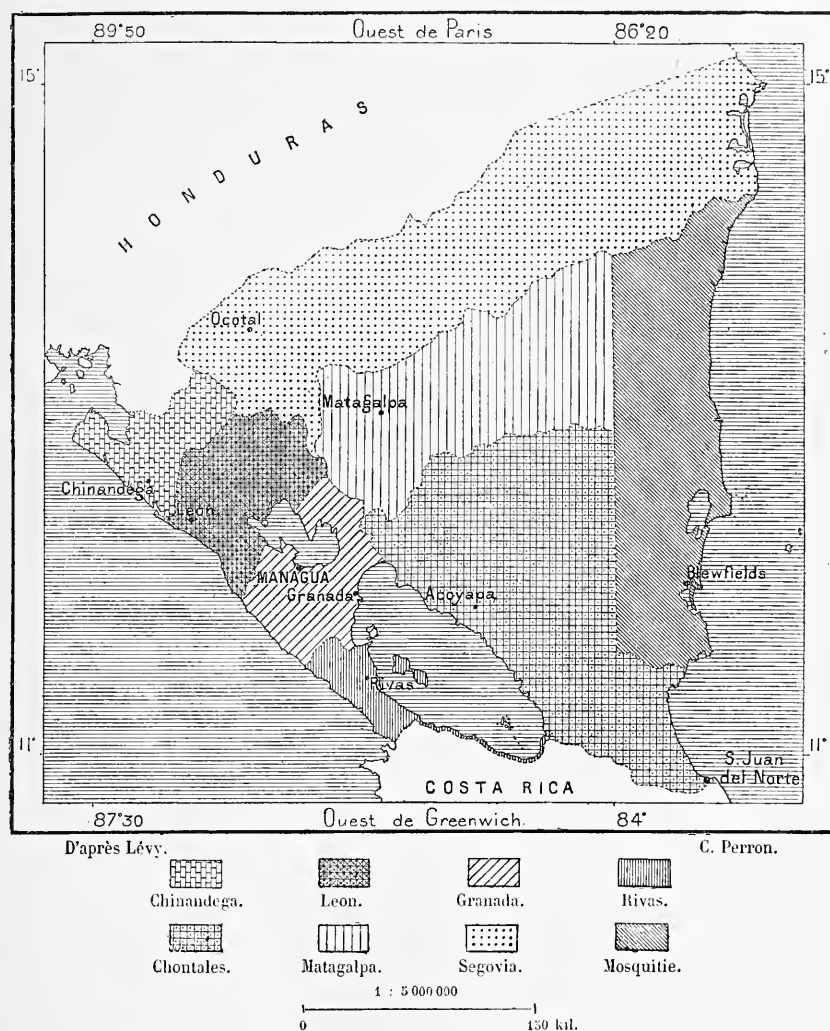 89°50 Ouest de Paris 86°20
15° 15°
HONDURAS
Ocotal
Matagalpa
Chinandega
Leon
MANAGUA
Granada
Acoyapa
Blewfields
Rivas
11° 11°
S. Juan
del Norte
COSTA RICA
87°30 Ouest de Greenwich. 84°
D'après Lévy. C. Perron.
Chinandega. Leon. Granada. Rivas.
Chontales. Matagalpa. Segovia. Mosquitie.
1 : 5 000 000
0 150 kil.